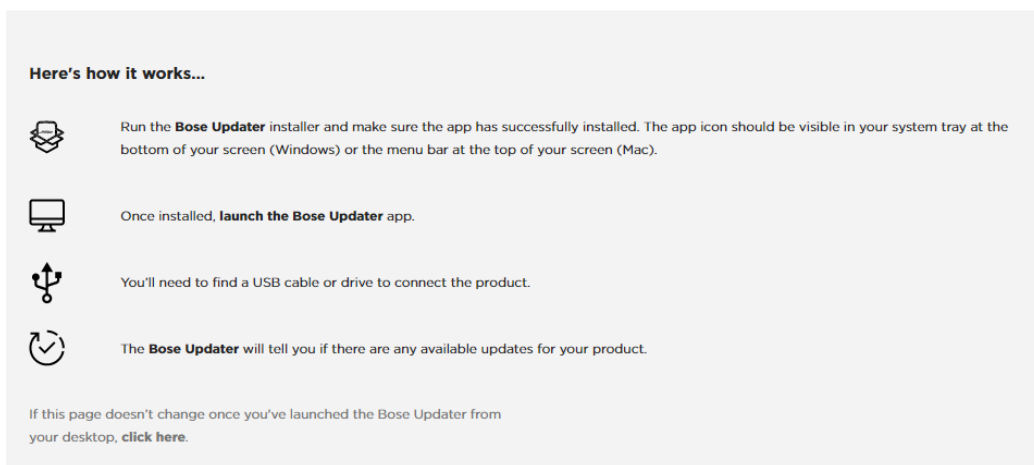 Here's how it works...
Run the Bose Updater installer and make sure the app has successfully installed. The app icon should be visible in your system tray at the
bottom of your screen (Windows) or the menu bar at the top of your screen (Mac).
Once installed, launch the Bose Updater app.
You'll need to find a USB cable or drive to connect the product.
The Bose Updater will tell you if there are any available updates for your product.
If this page doesn't change once you've launched the Bose Updater from
your desktop, click here.